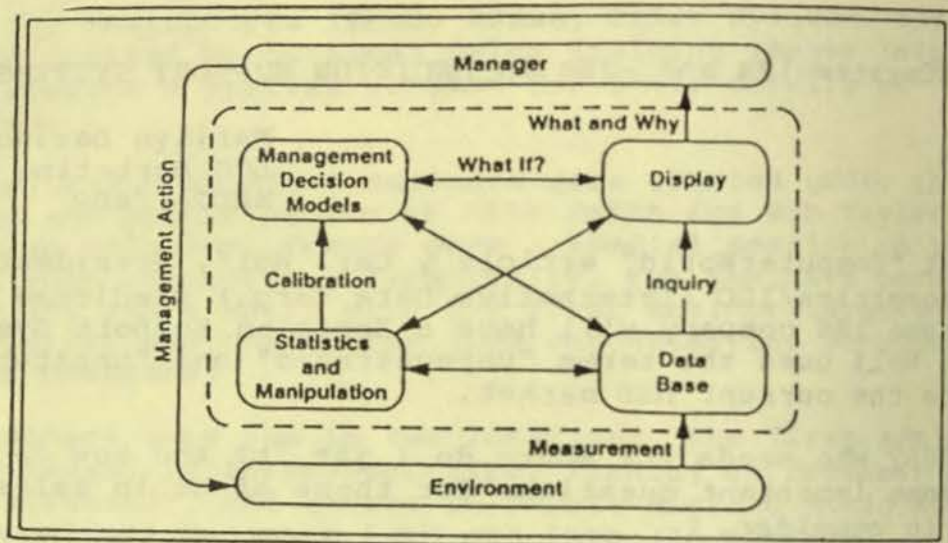 Manager
What and Why
Management
Decision
Models
What If?
Display
Management Action
Calibration
Inquiry
Statistics
and
Manipulation
Data
Base
Measurement
Environment